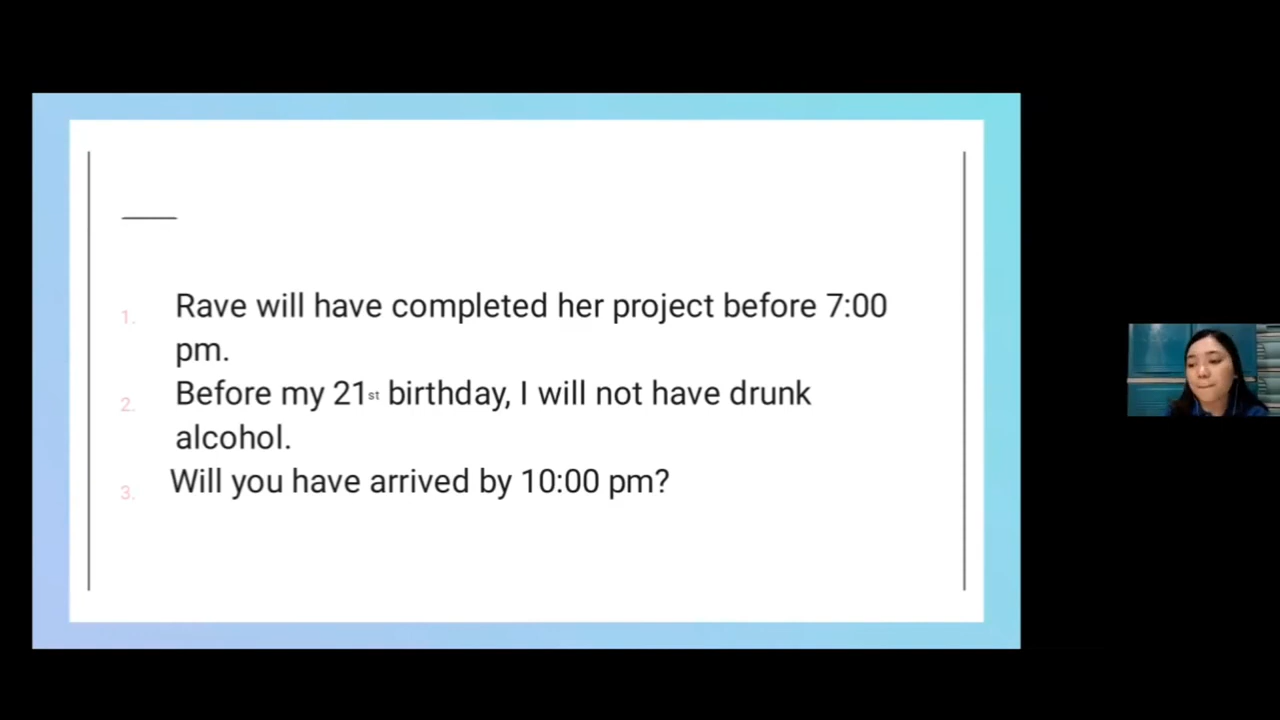 1. Rave will have completed her project before 7:00
pm.
2. Before my 21st birthday, I will not have drunk
alcohol.
3. Will you have arrived by 10:00 pm?